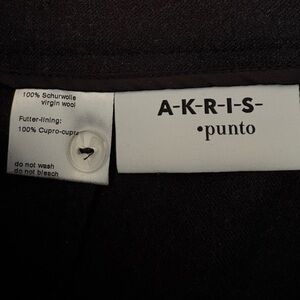 100% Schurwolle
virgin wool
Futter-lining:
100% Cupro-cupra
do not wash
do not bleach
A-K-R-I-S-
•punto